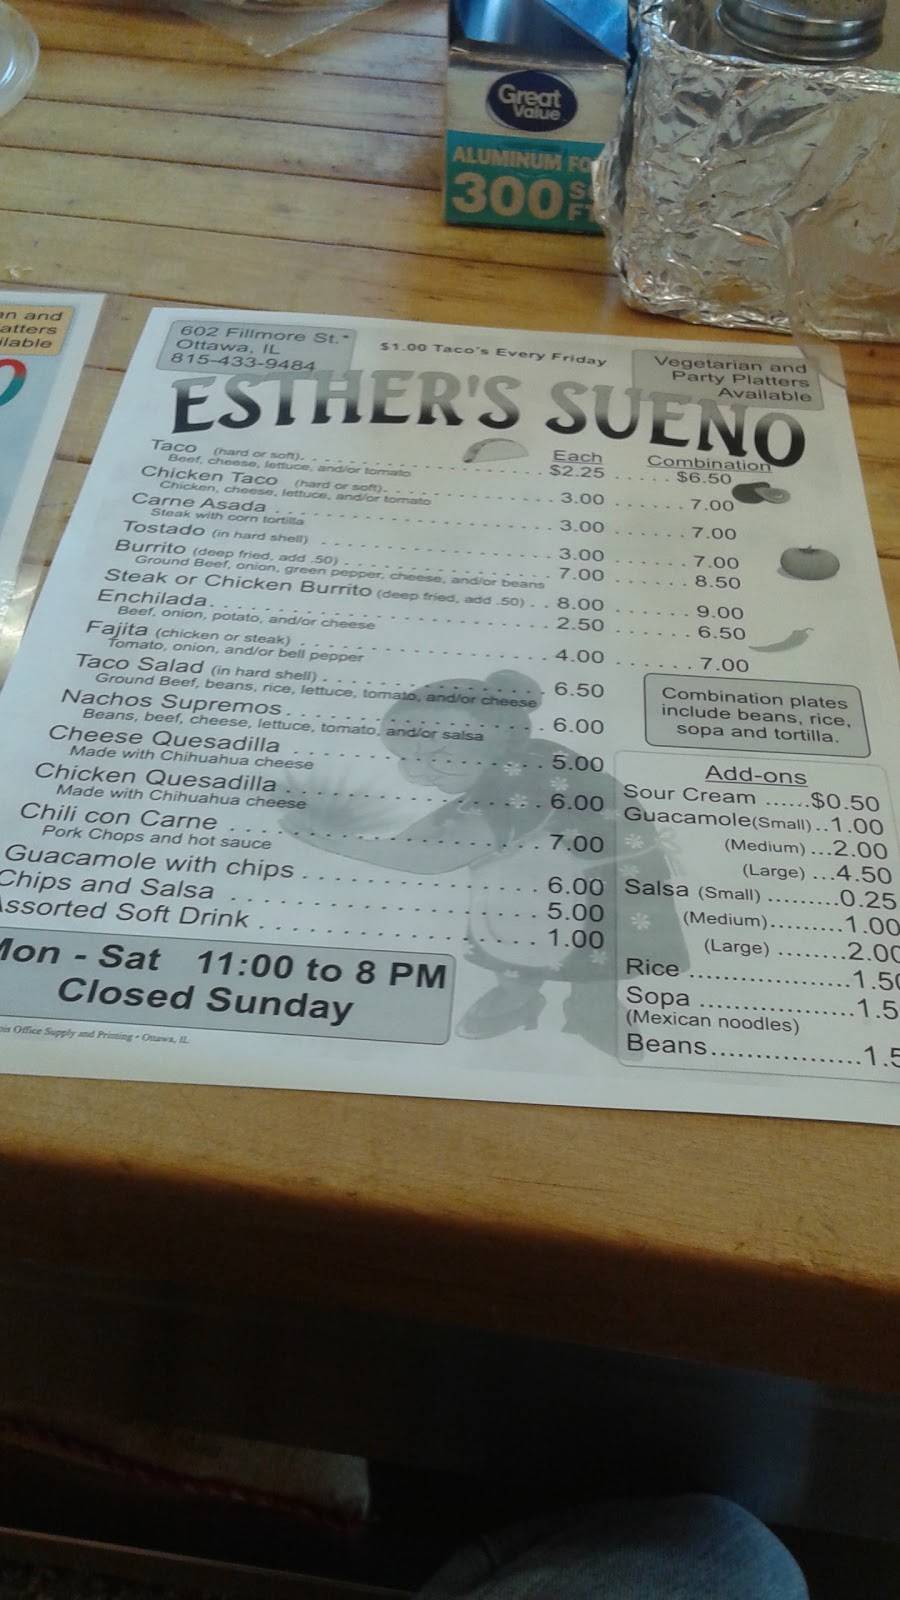 Great
Value
ALUMINUM
300
an and
atters
ilable
602 Fillmore St.
Ottawa, IL
815-433-9484
$1.00 Taco's Every Friday
Vegetarian and
Party Platters
Available
ESTHER'S SUENO
Each Combination
Taco (hard or soft). . . . . $2.25 . . . . . $6.50
Beef, cheese, lettuce, and/or tomato
Chicken Taco (hard or soft). . . . . 3.00 . . . . . 7.00
Chicken, cheese, lettuce, and/or tomato
Carne Asada . . . . . 3.00 . . . . . 7.00
Steak with corn tortilla
Tostado (in hard shell) . . . . . 3.00 . . . . . 7.00
Burrito (deep fried, add .50) . . . . . 7.00 . . . . . 8.50
Ground Beef, onion, green pepper, cheese, and/or beans
Steak or Chicken Burrito (deep fried, add .50) . . 8.00 . . . . . 9.00
Enchilada. . . . . 2.50 . . . . . 6.50
Beef, onion, potato, and/or cheese
Fajita (chicken or steak) . . . . . 4.00 . . . . . 7.00
Tomato, onion, and/or bell pepper
Taco Salad (in hard shell) . . . . . 6.50
Ground Beef, beans, rice, lettuce, tomato, and/or cheese
Nachos Supremos. . . . . 6.00
Beans, beef, cheese, lettuce, tomato, and/or salsa
Cheese Quesadilla . . . . . 5.00
Made with Chihuahua cheese
Chicken Quesadilla . . . . . 6.00
Made with Chihuahua cheese
Chili con Carne . . . . . 7.00
Pork Chops and hot sauce
Guacamole with chips . . . . . 6.00
Chips and Salsa . . . . . 5.00
Assorted Soft Drink . . . . . 1.00
Combination plates
include beans, rice,
sopa and tortilla.
Add-ons
Sour Cream ......$0.50
Guacamole(Small)..1.00
(Medium) ...2.00
(Large) ...4.50
Salsa (Small) .........0.25
(Medium).........1.00
(Large) ........2.00
Rice ....................1.50
Sopa ...................1.5
(Mexican noodles)
Beans..................1.5
Mon - Sat 11:00 to 8 PM
Closed Sunday
Office Supply and Printing • Ottawa, IL